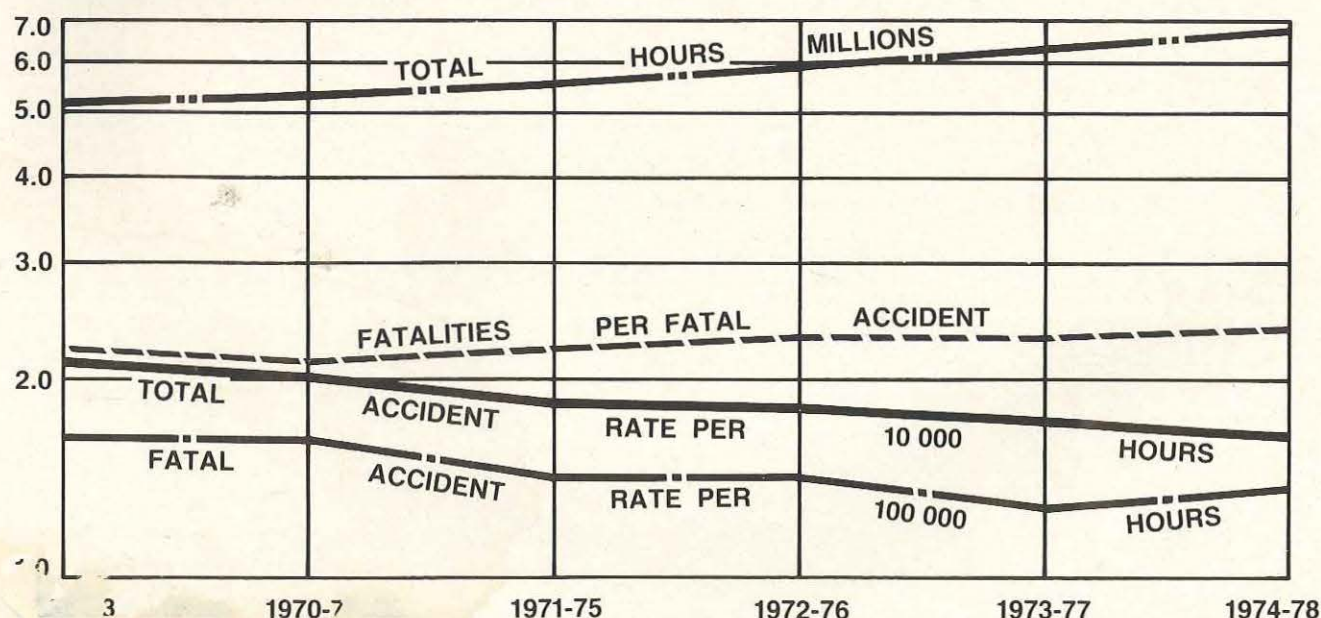 7.0
6.0
5.0
4.0
3.0
2.0
TOTAL HOURS MILLIONS
FATALITIES PER FATAL ACCIDENT
TOTAL ACCIDENT RATE PER 10 000 HOURS
FATAL ACCIDENT RATE PER 100 000 HOURS
3 1970-7 1971-75 1972-76 1973-77 1974-78